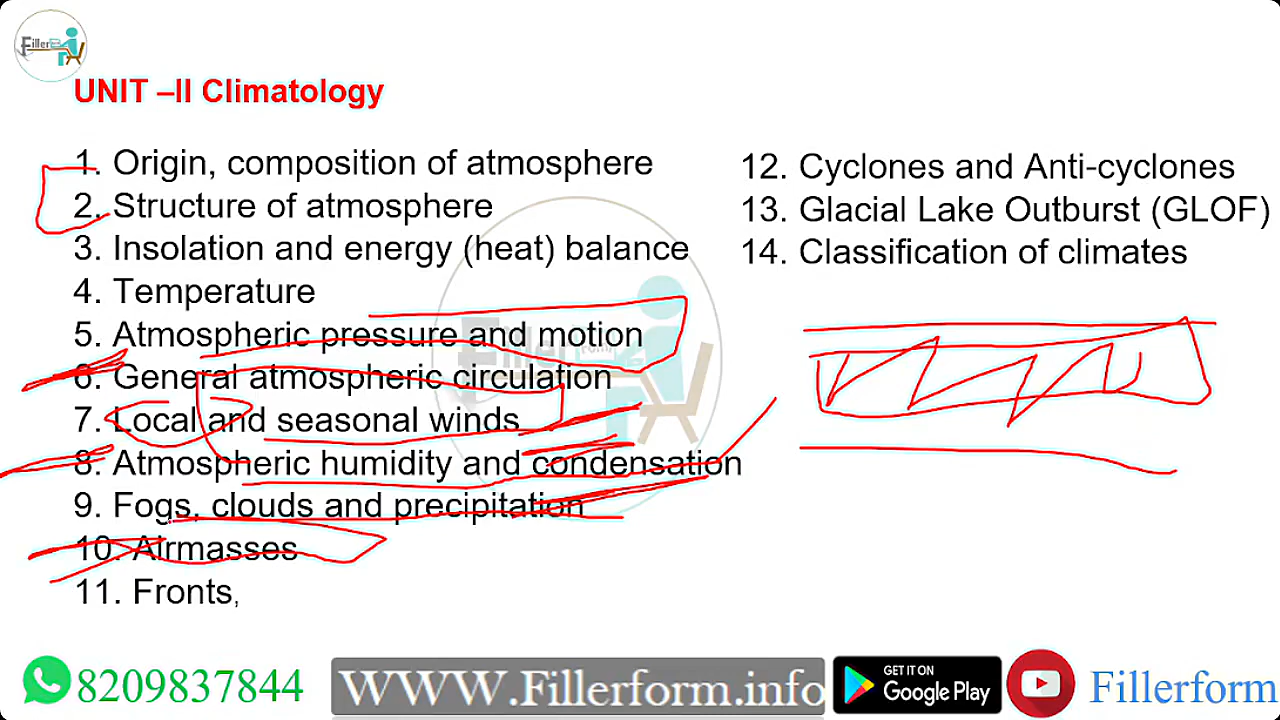 Fillerform
UNIT –II Climatology
1. Origin, composition of atmosphere
2. Structure of atmosphere
3. Insolation and energy (heat) balance
4. Temperature
5. Atmospheric pressure and motion
6. General atmospheric circulation
7. Local and seasonal winds
8. Atmospheric humidity and condensation
9. Fogs, clouds and precipitation
10. Airmasses
11. Fronts,
12. Cyclones and Anti-cyclones
13. Glacial Lake Outburst (GLOF)
14. Classification of climates
8209837844
WWW.Fillerform.info
GET IT ON
Google Play
Fillerform